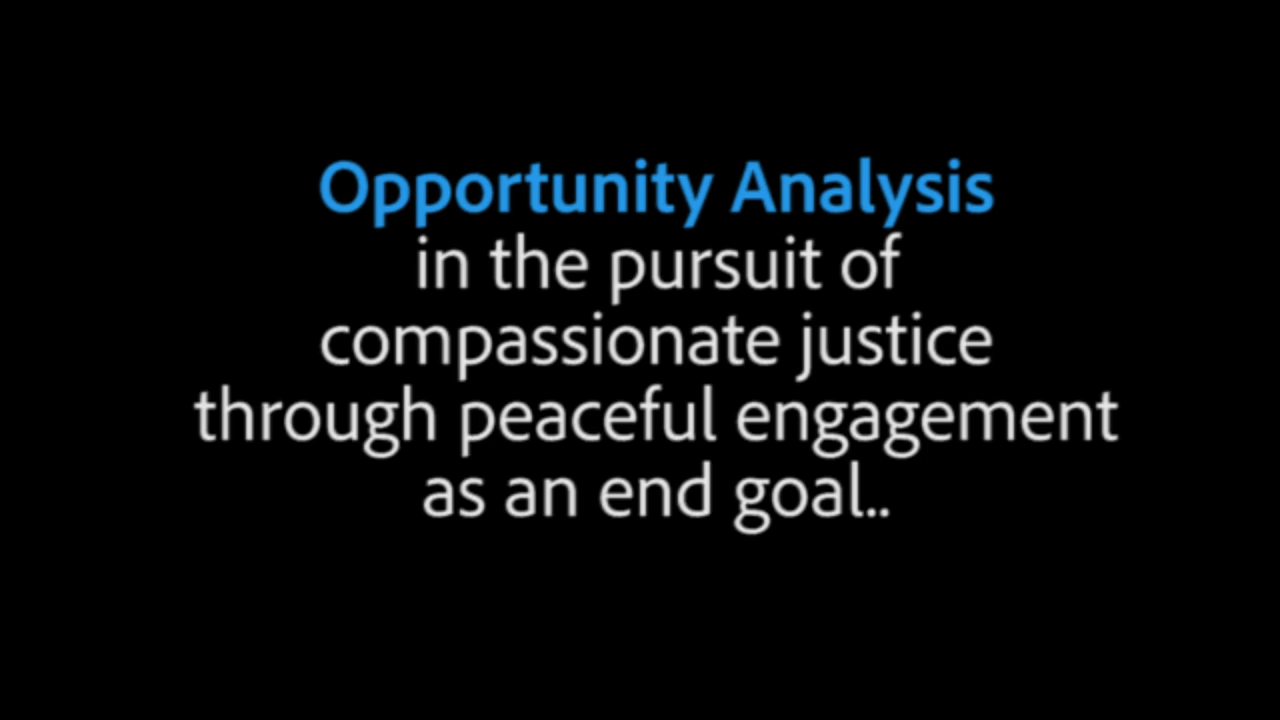 Opportunity Analysis
in the pursuit of
compassionate justice
through peaceful engagement
as an end goal..